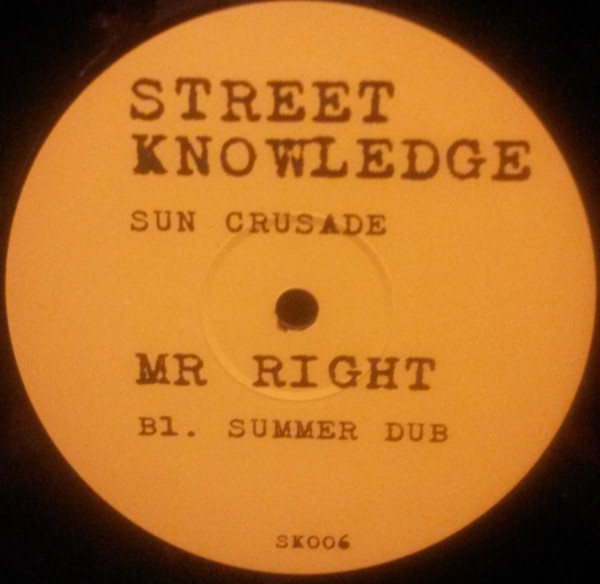 STREET
KNOWLEDGE
SUN CRUSADE
MR RIGHT
B1. SUMMER DUB
SK006